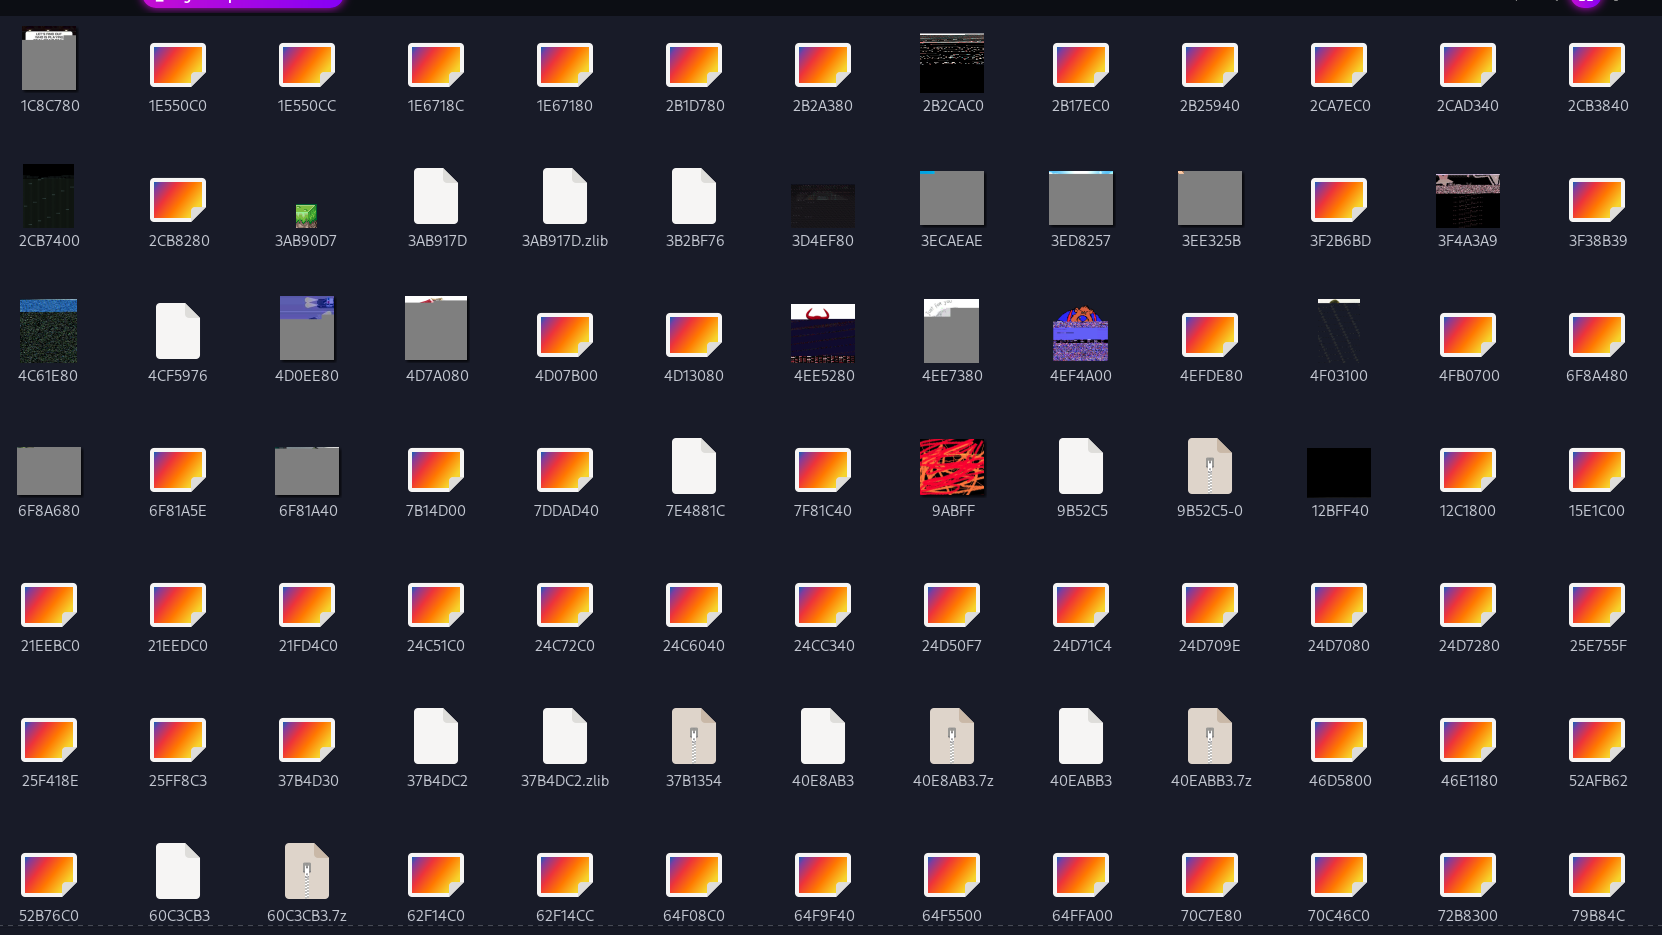 1C8C780 1E550C0 1E550CC 1E6718C 1E67180 2B1D780 2B2A380 2B2CAC0 2B17EC0 2B25940 2CA7EC0 2CAD340 2CB3840
2CB7400 2CB8280 3AB90D7 3AB917D 3AB917D.zlib 3B2BF76 3D4EF80 3ECAEAE 3ED8257 3EE325B 3F2B6BD 3F4A3A9 3F38B39
4C61E80 4CF5976 4D0EE80 4D7A080 4D07B00 4D13080 4EE5280 4EE7380 4EF4A00 4EFDE80 4F03100 4FB0700 6F8A480
6F8A680 6F81A5E 6F81A40 7B14D00 7DDAD40 7E4881C 7F81C40 9ABFF 9B52C5 9B52C5-0 12BFF40 12C1800 15E1C00
21EEBC0 21EEDC0 21FD4C0 24C51C0 24C72C0 24C6040 24CC340 24D50F7 24D71C4 24D709E 24D7080 24D7280 25E755F
25F418E 25FF8C3 37B4D30 37B4DC2 37B4DC2.zlib 37B1354 40E8AB3 40E8AB3.7z 40EABB3 40EABB3.7z 46D5800 46E1180 52AFB62
52B76C0 60C3CB3 60C3CB3.7z 62F14C0 62F14CC 64F08C0 64F9F40 64F5500 64FFA00 70C7E80 70C46C0 72B8300 79B84C